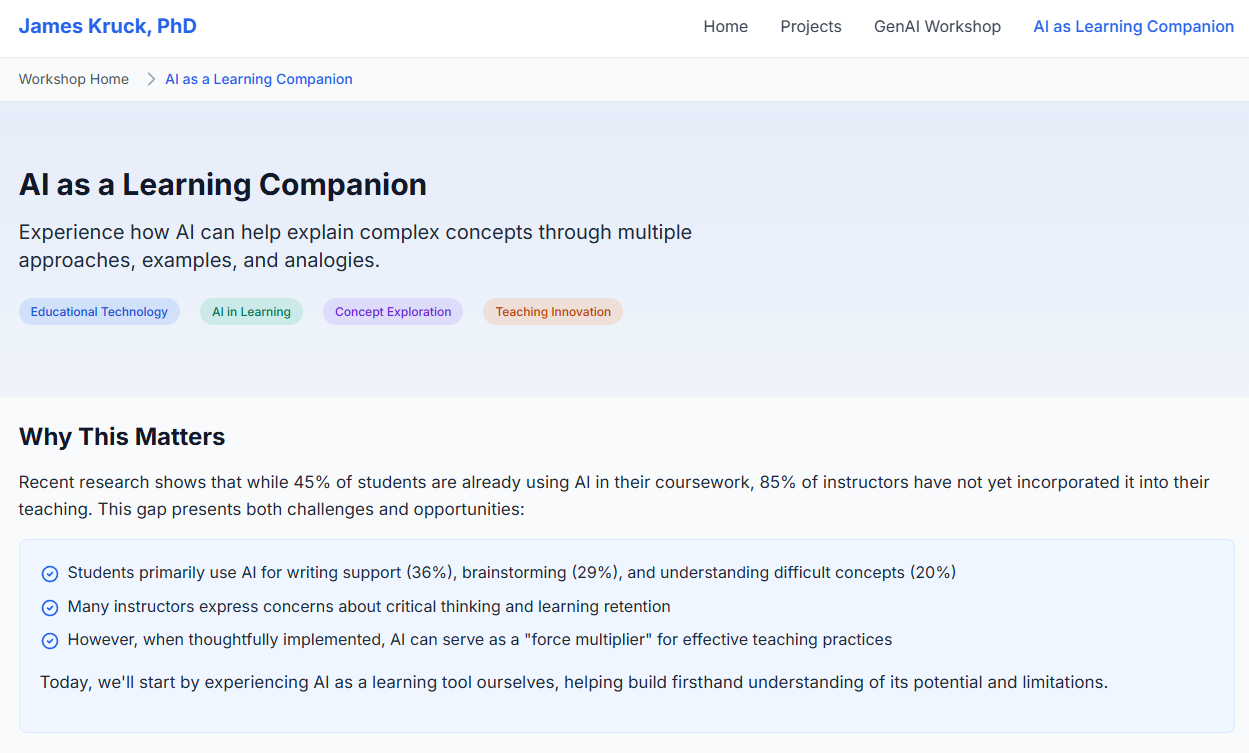 James Kruck, PhD
Home
Projects
GenAI Workshop
AI as Learning Companion
Workshop Home
AI as a Learning Companion
AI as a Learning Companion
Experience how AI can help explain complex concepts through multiple
approaches, examples, and analogies.
Educational Technology
AI in Learning
Concept Exploration
Teaching Innovation
Why This Matters
Recent research shows that while 45% of students are already using AI in their coursework, 85% of instructors have not yet incorporated it into their
teaching. This gap presents both challenges and opportunities:
Students primarily use AI for writing support (36%), brainstorming (29%), and understanding difficult concepts (20%)
Many instructors express concerns about critical thinking and learning retention
However, when thoughtfully implemented, AI can serve as a "force multiplier" for effective teaching practices
Today, we'll start by experiencing AI as a learning tool ourselves, helping build firsthand understanding of its potential and limitations.